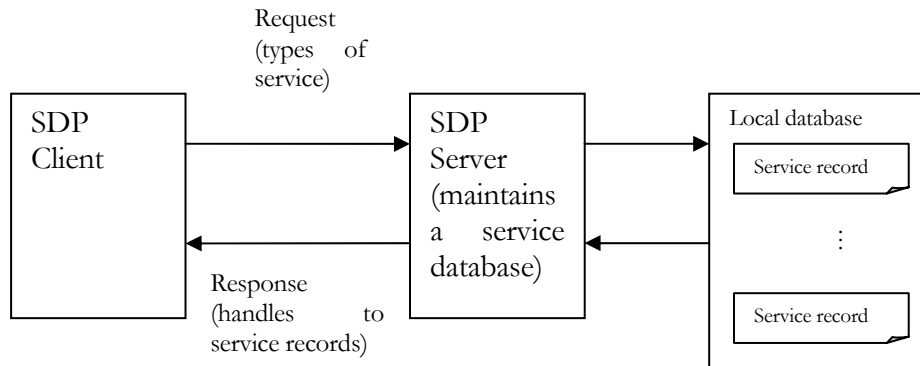 Request
(types of
service)
SDP
Client
SDP
Server
(maintains
a service
database)
Local database
Service record
⋮
Service record
Response
(handles to
service records)